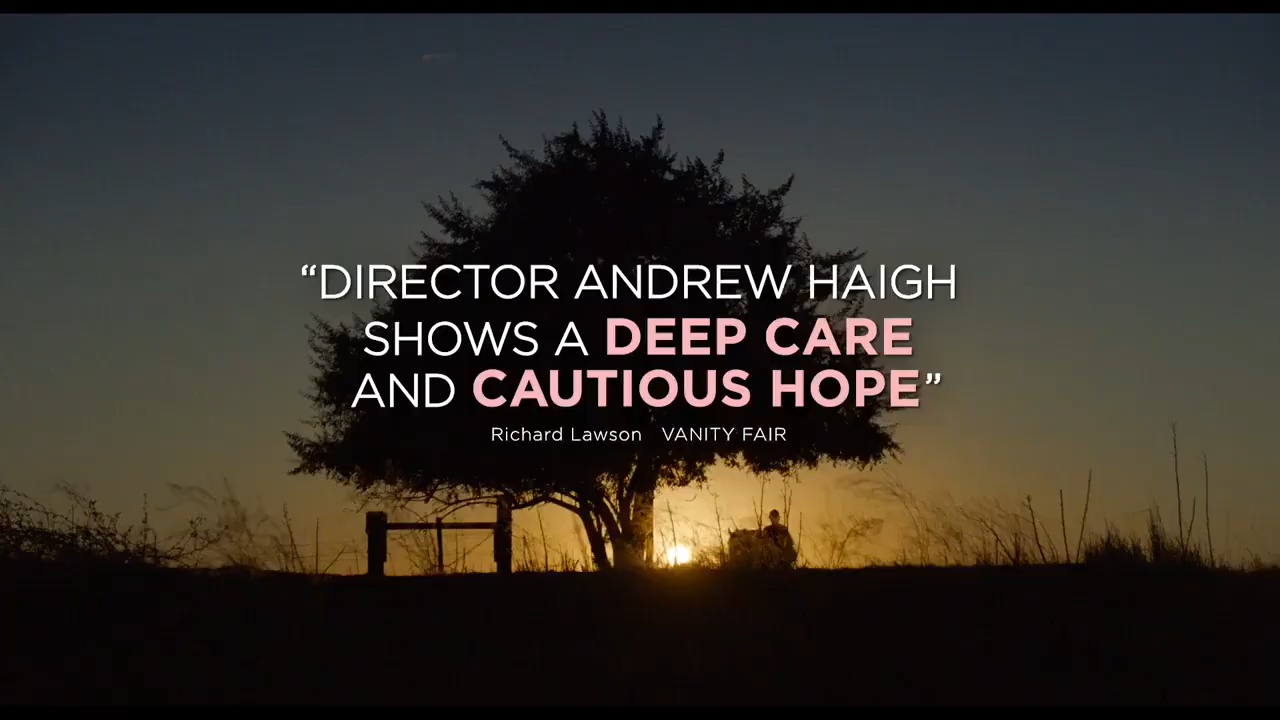 “DIRECTOR ANDREW HAIGH
SHOWS A DEEP CARE
AND CAUTIOUS HOPE”
Richard Lawson VANITY FAIR